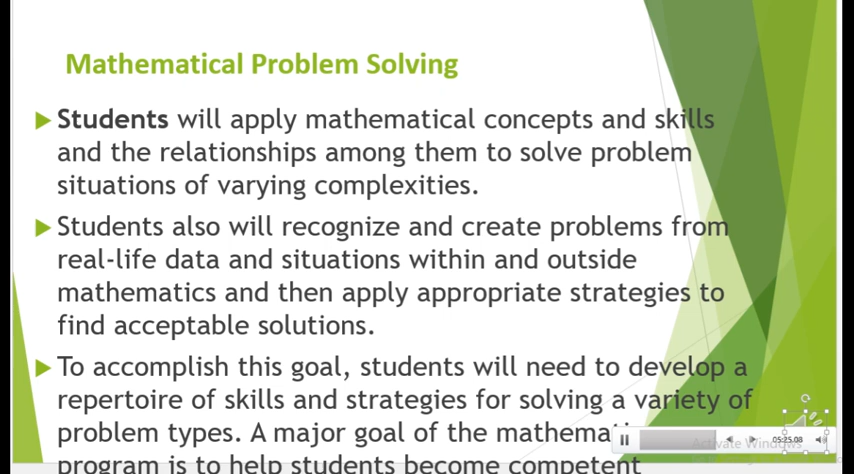 Mathematical Problem Solving
Students will apply mathematical concepts and skills
and the relationships among them to solve problem
situations of varying complexities.
Students also will recognize and create problems from
real-life data and situations within and outside
mathematics and then apply appropriate strategies to
find acceptable solutions.
To accomplish this goal, students will need to develop a
repertoire of skills and strategies for solving a variety of
problem types. A major goal of the
program is to help students become competent
Activate Windows
05:25.08